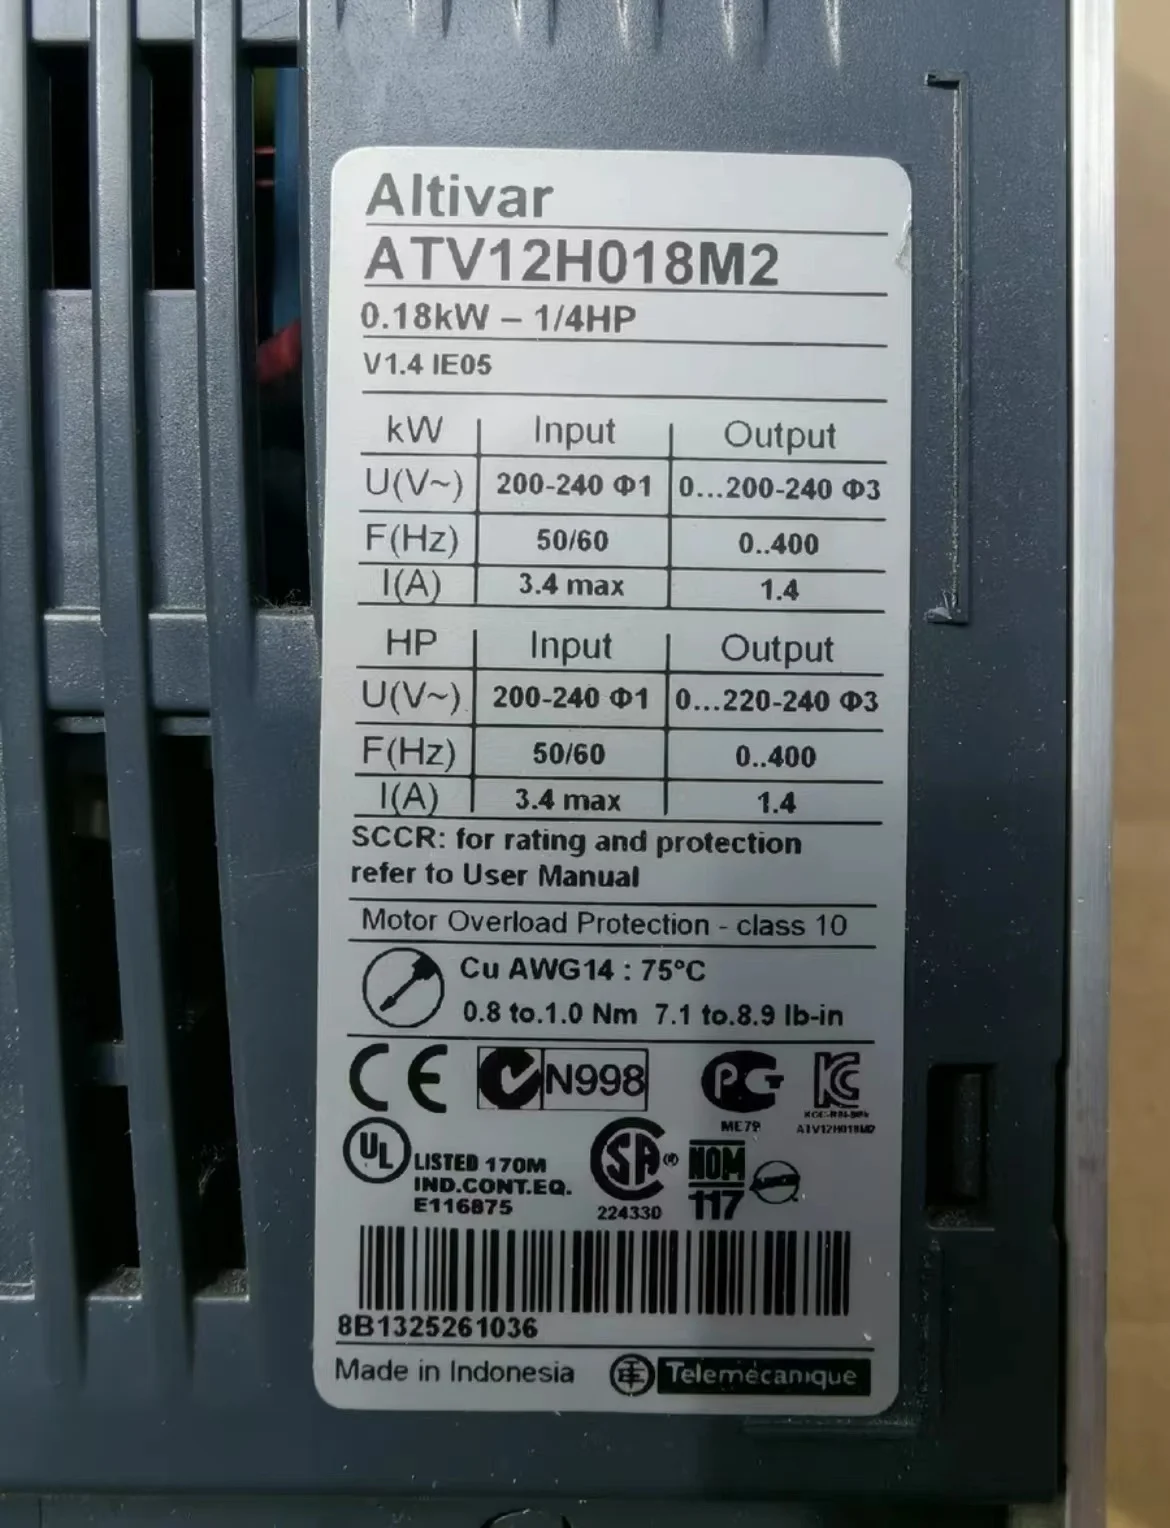 Altivar
ATV12H018M2
0.18kW – 1/4HP
V1.4 IE05
kW Input Output
U(V~) 200-240 Φ1 0...200-240 Φ3
F(Hz) 50/60 0..400
I(A) 3.4 max 1.4
HP Input Output
U(V~) 200-240 Φ1 0...220-240 Φ3
F(Hz) 50/60 0..400
I(A) 3.4 max 1.4
SCCR: for rating and protection
refer to User Manual
Motor Overload Protection - class 10
Cu AWG14 : 75°C
0.8 to.1.0 Nm 7.1 to.8.9 lb-in
CE N998 PG KC
ME79 ATV12H018M2
UL LISTED 170M
IND.CONT.EQ.
E116875
SA ®
224330
NOM
117
8B1325261036
Made in Indonesia Telemecanique